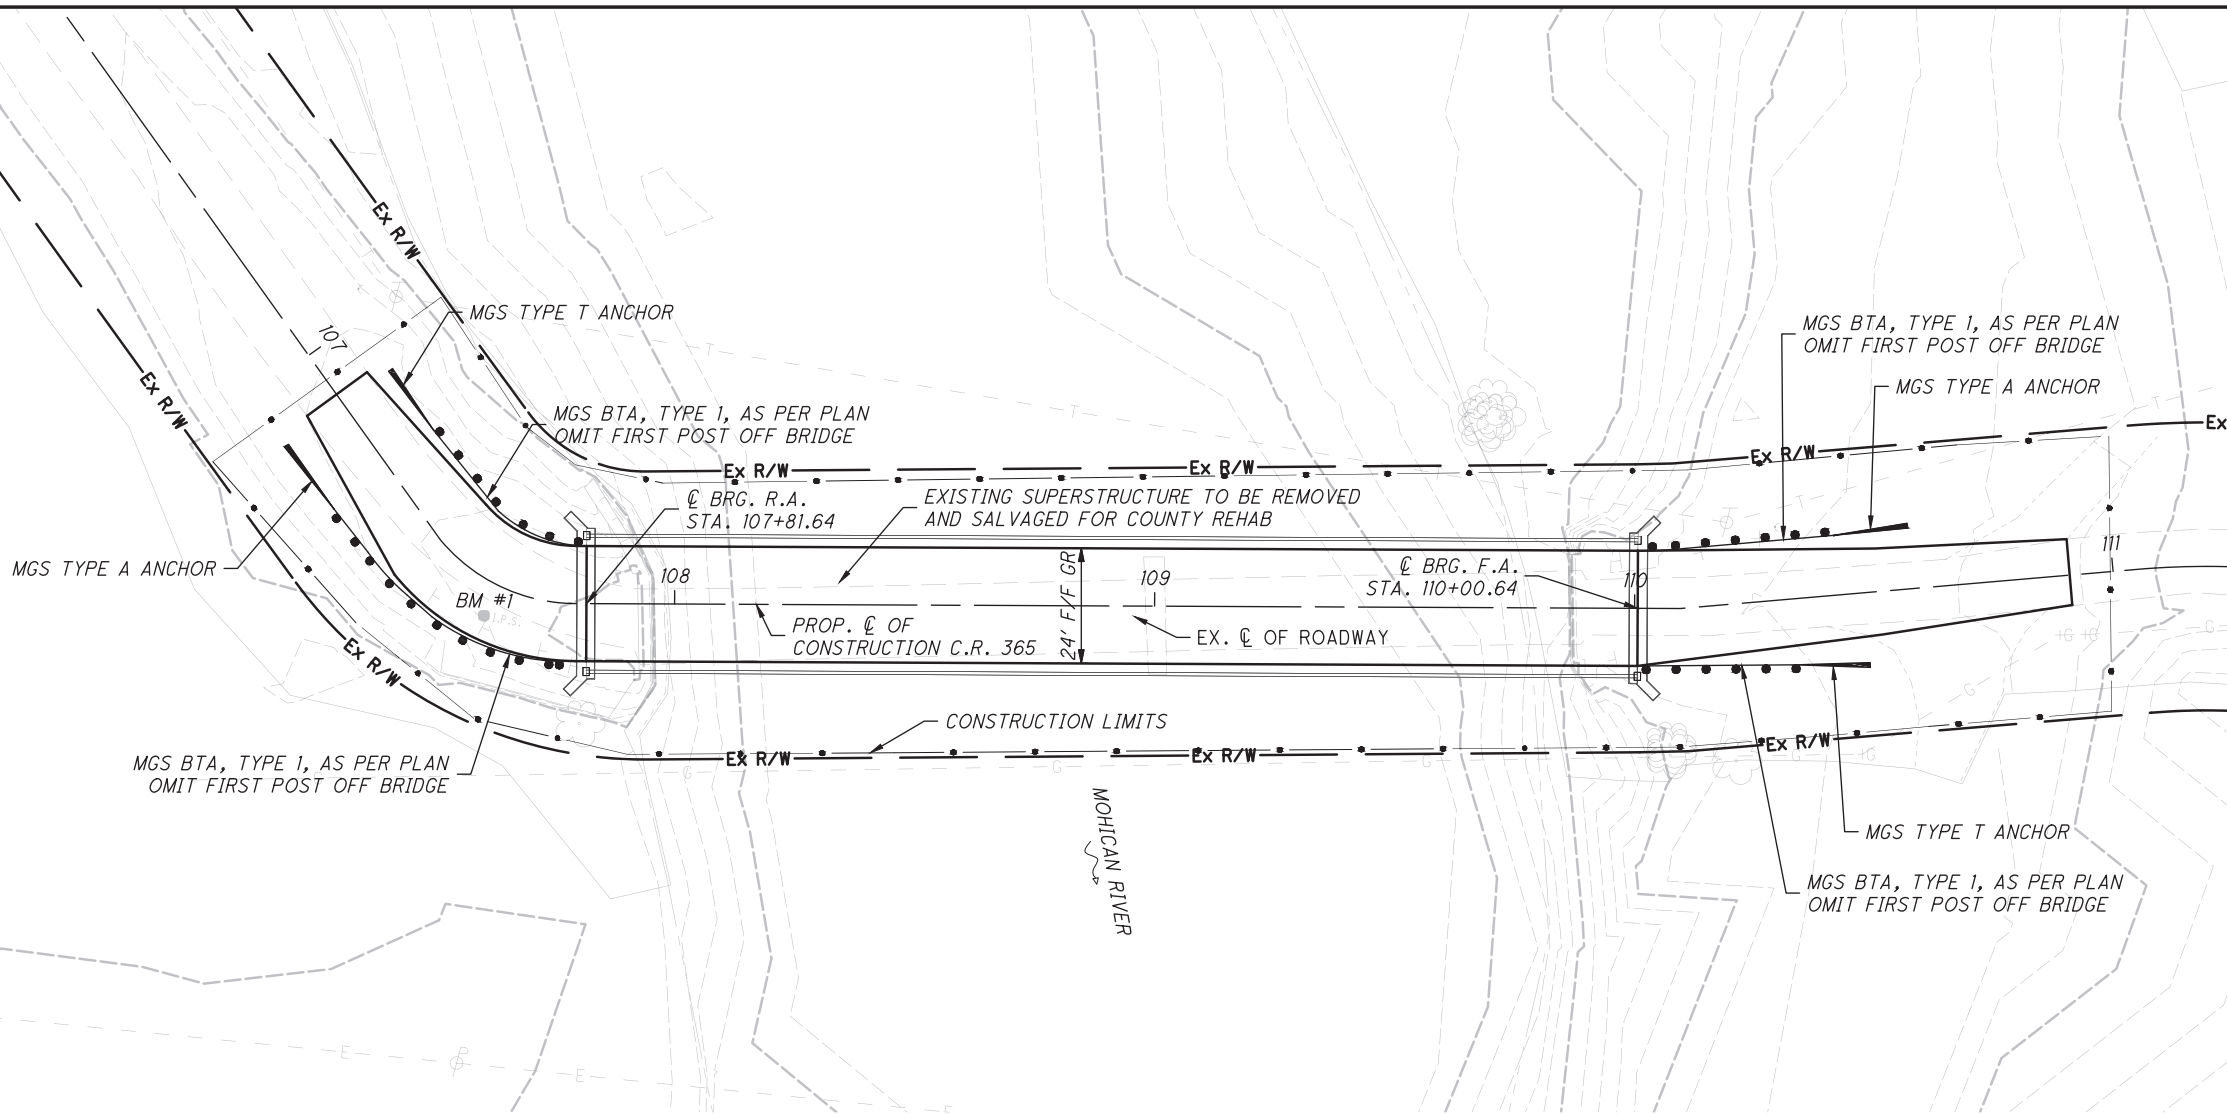 Ex R/W
MGS TYPE T ANCHOR
107
Ex R/W
MGS BTA, TYPE 1, AS PER PLAN
OMIT FIRST POST OFF BRIDGE
MGS BTA, TYPE 1, AS PER PLAN
OMIT FIRST POST OFF BRIDGE
MGS TYPE A ANCHOR
Ex
Ex R/W
Ex R/W
Ex R/W
℄ BRG. R.A.
STA. 107+81.64
EXISTING SUPERSTRUCTURE TO BE REMOVED
AND SALVAGED FOR COUNTY REHAB
MGS TYPE A ANCHOR
BM #1
I.P.S.
108
109
110
111
24' F/F GR
℄ BRG. F.A.
STA. 110+00.64
PROP. ℄ OF
CONSTRUCTION C.R. 365
EX. ℄ OF ROADWAY
Ex R/W
CONSTRUCTION LIMITS
Ex R/W
Ex R/W
Ex R/W
MGS BTA, TYPE 1, AS PER PLAN
OMIT FIRST POST OFF BRIDGE
MOHICAN RIVER
MGS TYPE T ANCHOR
MGS BTA, TYPE 1, AS PER PLAN
OMIT FIRST POST OFF BRIDGE
T
T
G
G
G
G
G
G
E
E
E